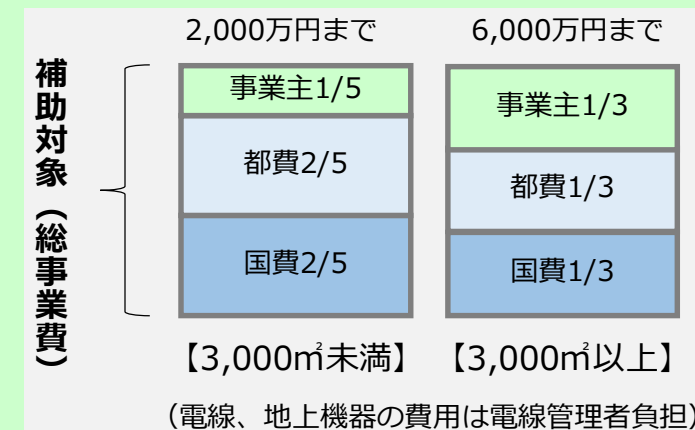 2,000万円まで
6,000万円まで
補助対象（総事業費）
事業主1/5
都費2/5
国費2/5
事業主1/3
都費1/3
国費1/3
【3,000㎡未満】
【3,000㎡以上】
（電線、地上機器の費用は電線管理者負担）